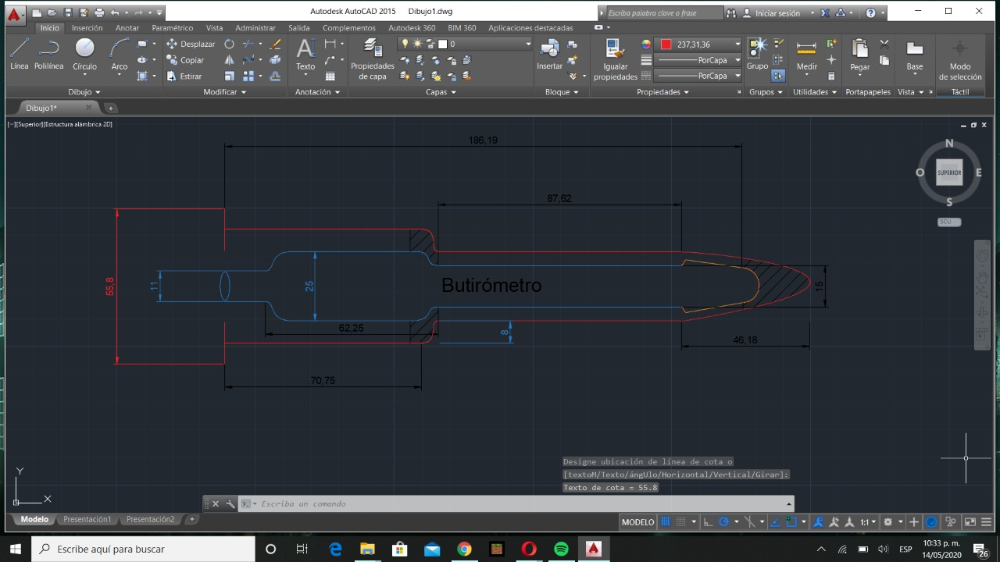 Autodesk AutoCAD 2015 Dibujo1.dwg
Escriba palabra clave o frase
Iniciar sesión
Inicio Inserción Anotar Paramétrico Vista Administrar Salida Complementos Autodesk 360 BIM 360 Aplicaciones destacadas
Línea Polilínea Círculo Arco
Desplazar
Copiar
Estirar
Texto
Propiedades
de capa
0
Insertar
Igualar
propiedades
237,31,36
PorCapa
PorCapa
Grupo
Medir
Pegar
Base
Modo
de selección
Dibujo Modificar Anotación Capas Bloque Propiedades Grupos Utilidades Portapapeles Vista Táctil
Dibujo1*
[−][Superior][Estructura alámbrica 2D]
N
O SUPERIOR E
S
SCU
186,19
87,62
55,8
11
25
Butirómetro
15
62,25
8
46,18
70,75
Designe ubicación de línea de cota o
[textoM/Texto/ángUlo/Horizontal/Vertical/Girar]:
Texto de cota = 55.8
Y
X
Escriba un comando
Modelo Presentación1 Presentación2
MODELO
1:1
Escribe aquí para buscar
ESP
10:33 p. m.
14/05/2020
26